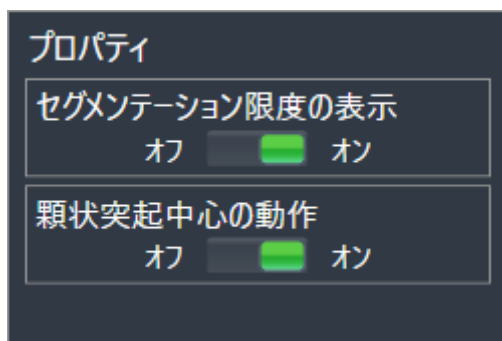 プロパティ
セグメンテーション限度の表示
オフ オン
顆状突起中心の動作
オフ オン